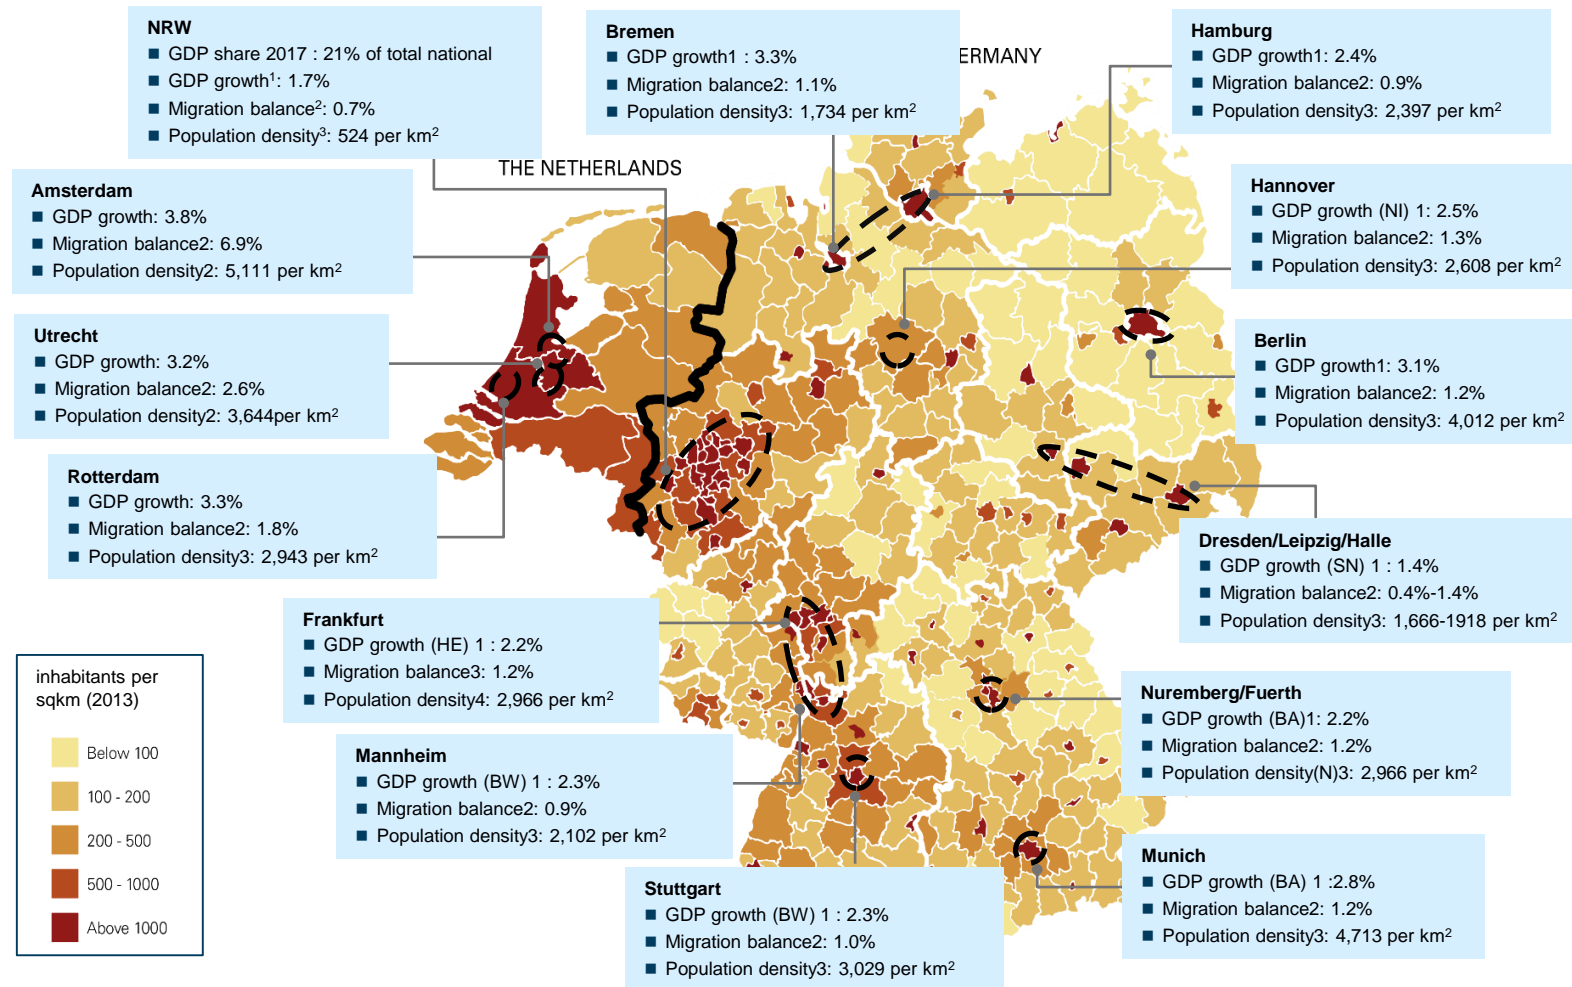 NRW
GDP share 2017 : 21% of total national
GDP growth1: 1.7%
Migration balance2: 0.7%
Population density3: 524 per km2
Bremen
GDP growth1 : 3.3%
Migration balance2: 1.1%
Population density3: 1,734 per km2
ERMANY
Hamburg
GDP growth1: 2.4%
Migration balance2: 0.9%
Population density3: 2,397 per km2
THE NETHERLANDS
Amsterdam
GDP growth: 3.8%
Migration balance2: 6.9%
Population density2: 5,111 per km2
Hannover
GDP growth (NI) 1: 2.5%
Migration balance2: 1.3%
Population density3: 2,608 per km2
Utrecht
GDP growth: 3.2%
Migration balance2: 2.6%
Population density2: 3,644per km2
Berlin
GDP growth1: 3.1%
Migration balance2: 1.2%
Population density3: 4,012 per km2
Rotterdam
GDP growth: 3.3%
Migration balance2: 1.8%
Population density3: 2,943 per km2
Dresden/Leipzig/Halle
GDP growth (SN) 1 : 1.4%
Migration balance2: 0.4%-1.4%
Population density3: 1,666-1918 per km2
Frankfurt
GDP growth (HE) 1 : 2.2%
Migration balance3: 1.2%
Population density4: 2,966 per km2
inhabitants per
sqkm (2013)
Below 100
100 - 200
200 - 500
500 - 1000
Above 1000
Nuremberg/Fuerth
GDP growth (BA)1: 2.2%
Migration balance2: 1.2%
Population density(N)3: 2,966 per km2
Mannheim
GDP growth (BW) 1 : 2.3%
Migration balance2: 0.9%
Population density3: 2,102 per km2
Munich
GDP growth (BA) 1 :2.8%
Migration balance2: 1.2%
Population density3: 4,713 per km2
Stuttgart
GDP growth (BW) 1 : 2.3%
Migration balance2: 1.0%
Population density3: 3,029 per km2